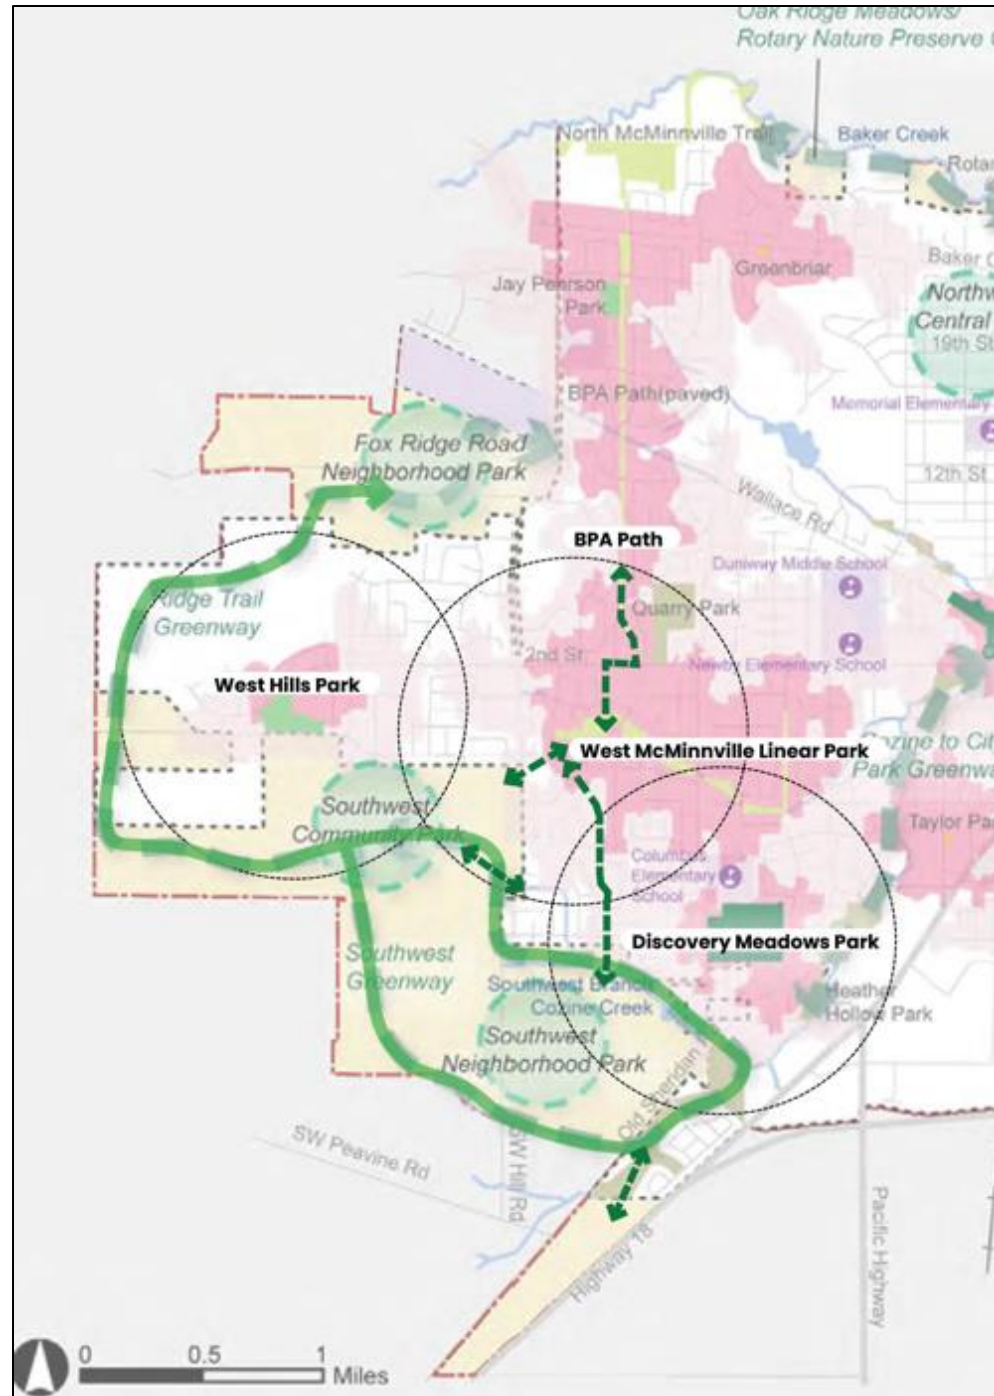 Oak Ridge Meadows/
Rotary Nature Preserve
North McMinnville Trail
Baker Creek
Greenbriar
Jay Pearson
Park
19th St
BPA Path(paved)
Memorial Elementary
Fox Ridge Road
Neighborhood Park
12th St
Wallace Rd
BPA Path
Duniway Middle School
Quarry Park
Ridge Trail
Greenway
2nd St
Newby Elementary School
West Hills Park
West McMinnville Linear Park
Cozine to City
Park Greenway
Southwest
Community Park
Columbus
Elementary
School
Discovery Meadows Park
Southwest
Greenway
Southwest Branch
Cozine Creek
Heather
Hollow Park
Southwest
Neighborhood Park
Old Sheridan
SW Peavine Rd
SW Hill Rd
Highway 18
Pacific Highway
0 0.5 1
Miles